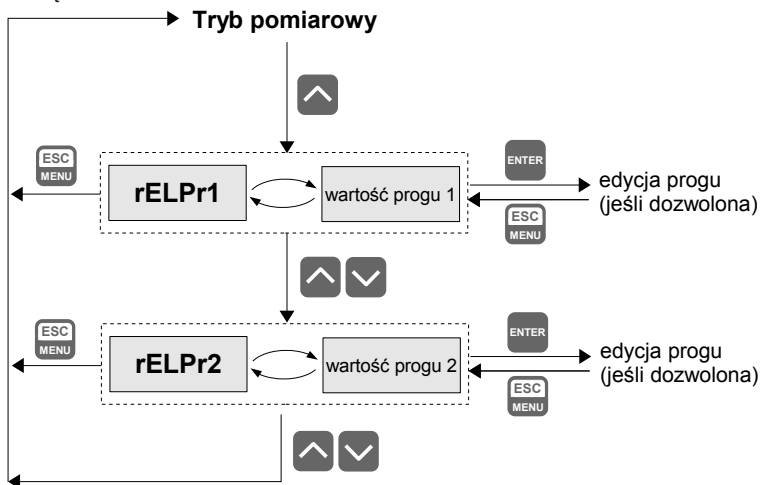 Tryb pomiarowy
ESC
MENU
ENTER
rELPr1
wartość progu 1
edycja progu
(jeśli dozwolona)
ESC
MENU
ESC
MENU
ENTER
rELPr2
wartość progu 2
edycja progu
(jeśli dozwolona)
ESC
MENU